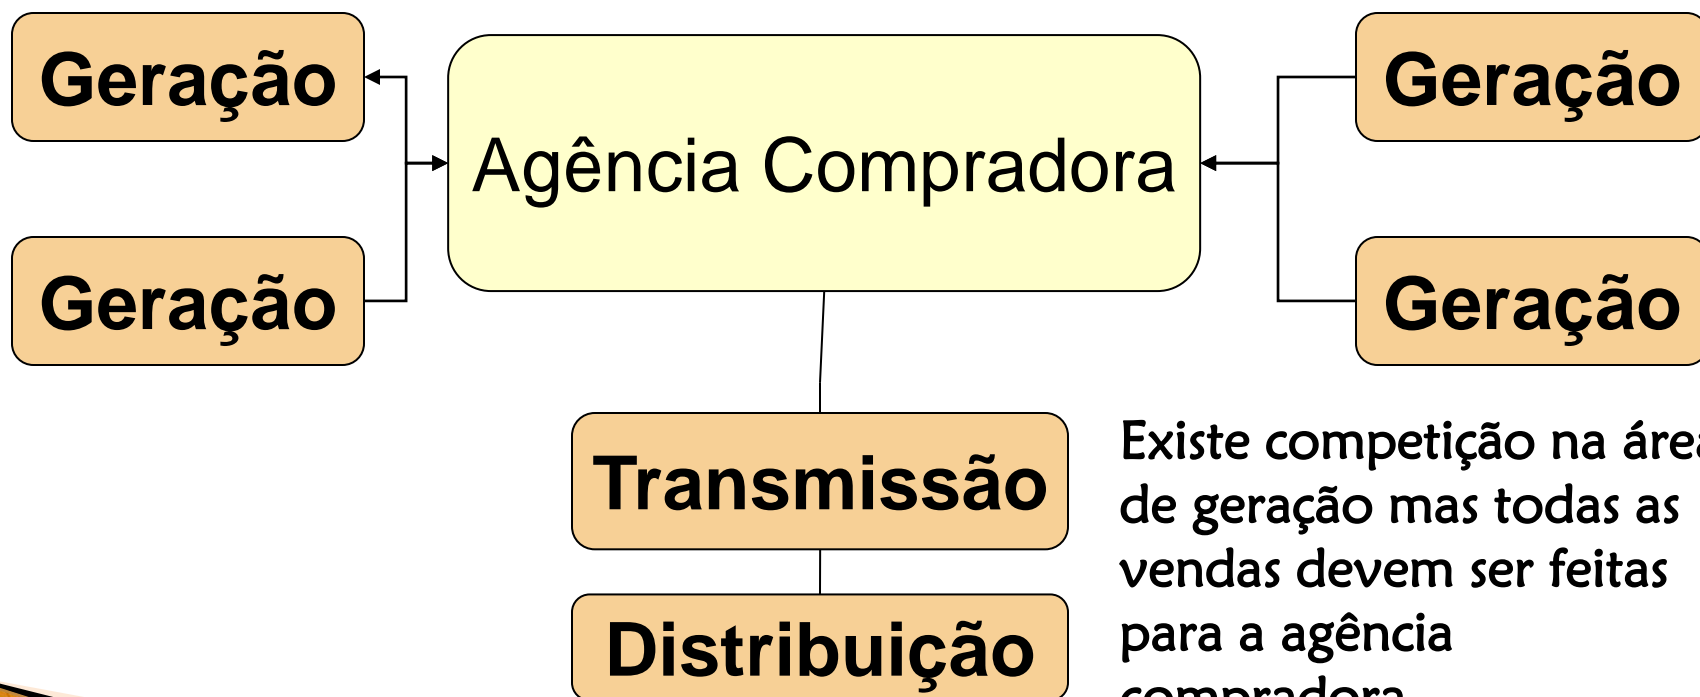 Geração
Agência Compradora
Geração
Geração
Geração
Transmissão
Existe competição na área
de geração mas todas as
vendas devem ser feitas
para a agência
compradora
Distribuição